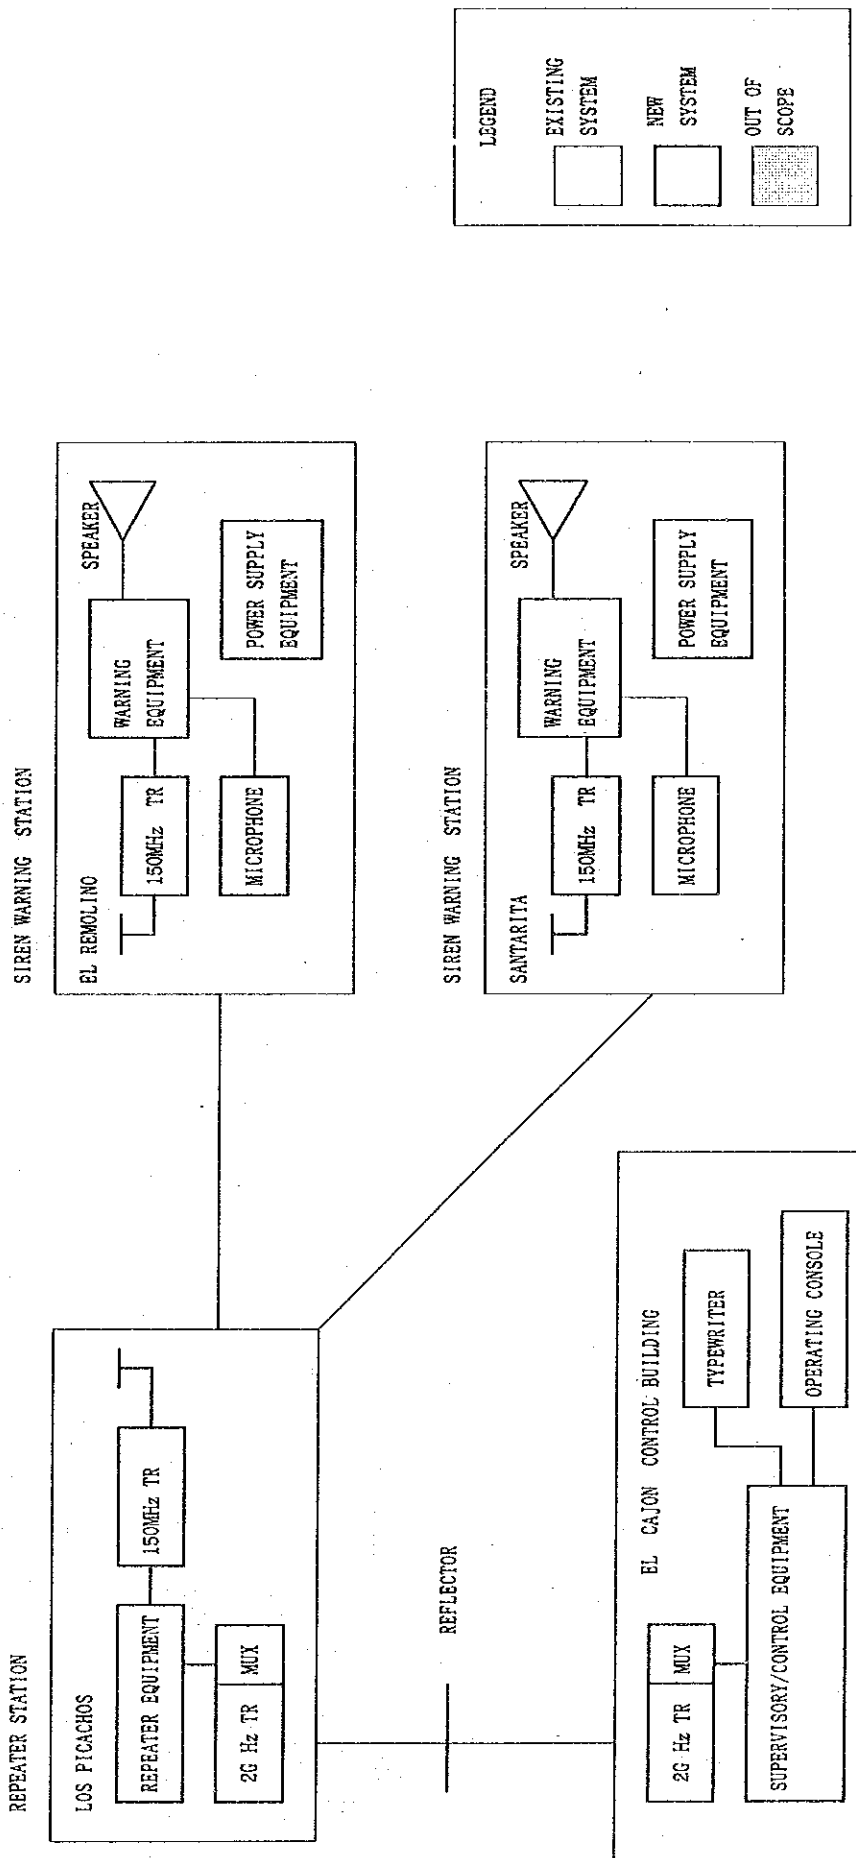 REPEATER STATION
LOS PICACHOS
REPEATER EQUIPMENT
150MHz TR
2G Hz TR
MUX
REFLECTOR
EL CAJON CONTROL BUILDING
2G Hz TR
MUX
SUPERVISORY/CONTROL EQUIPMENT
TYPEWRITER
OPERATING CONSOLE
SIREN WARNING STATION
EL REMOLINO
150MHz TR
WARNING
EQUIPMENT
SPEAKER
MICROPHONE
POWER SUPPLY
EQUIPMENT
SIREN WARNING STATION
SANTARITA
150MHz TR
WARNING
EQUIPMENT
SPEAKER
MICROPHONE
POWER SUPPLY
EQUIPMENT
LEGEND
EXISTING
SYSTEM
NEW
SYSTEM
OUT OF
SCOPE